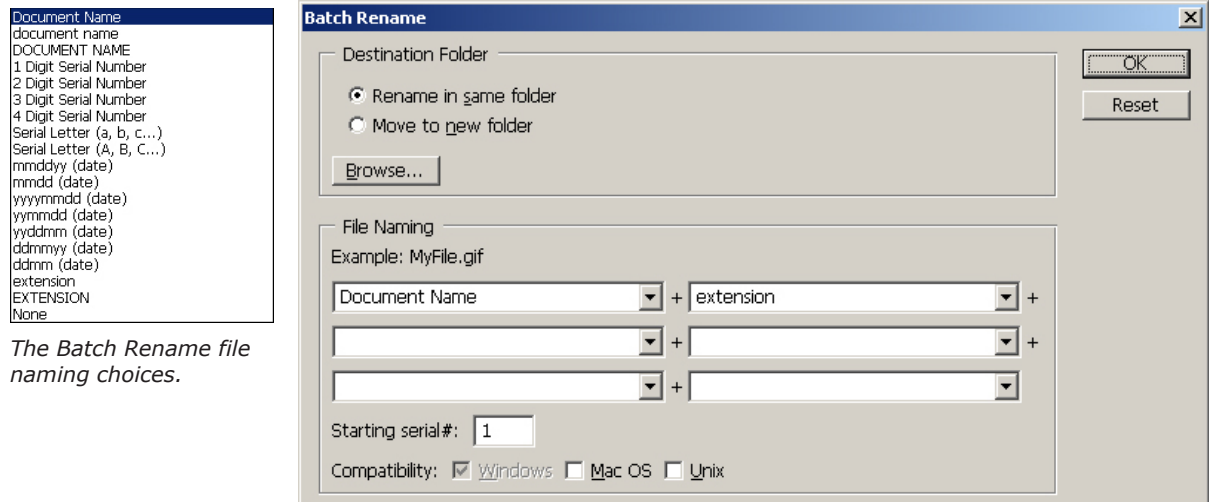 Document Name
document name
DOCUMENT NAME
1 Digit Serial Number
2 Digit Serial Number
3 Digit Serial Number
4 Digit Serial Number
Serial Letter (a, b, c...)
Serial Letter (A, B, C...)
mmddyy (date)
mmdd (date)
yyyymmdd (date)
yymmdd (date)
yyddmm (date)
ddmmyy (date)
ddmm (date)
extension
EXTENSION
None
The Batch Rename file
naming choices.
Batch Rename
Destination Folder
Rename in same folder
Move to new folder
Browse...
OK
Reset
File Naming
Example: MyFile.gif
Document Name + extension +
+ +
+
Starting serial#: 1
Compatibility: Windows Mac OS Unix